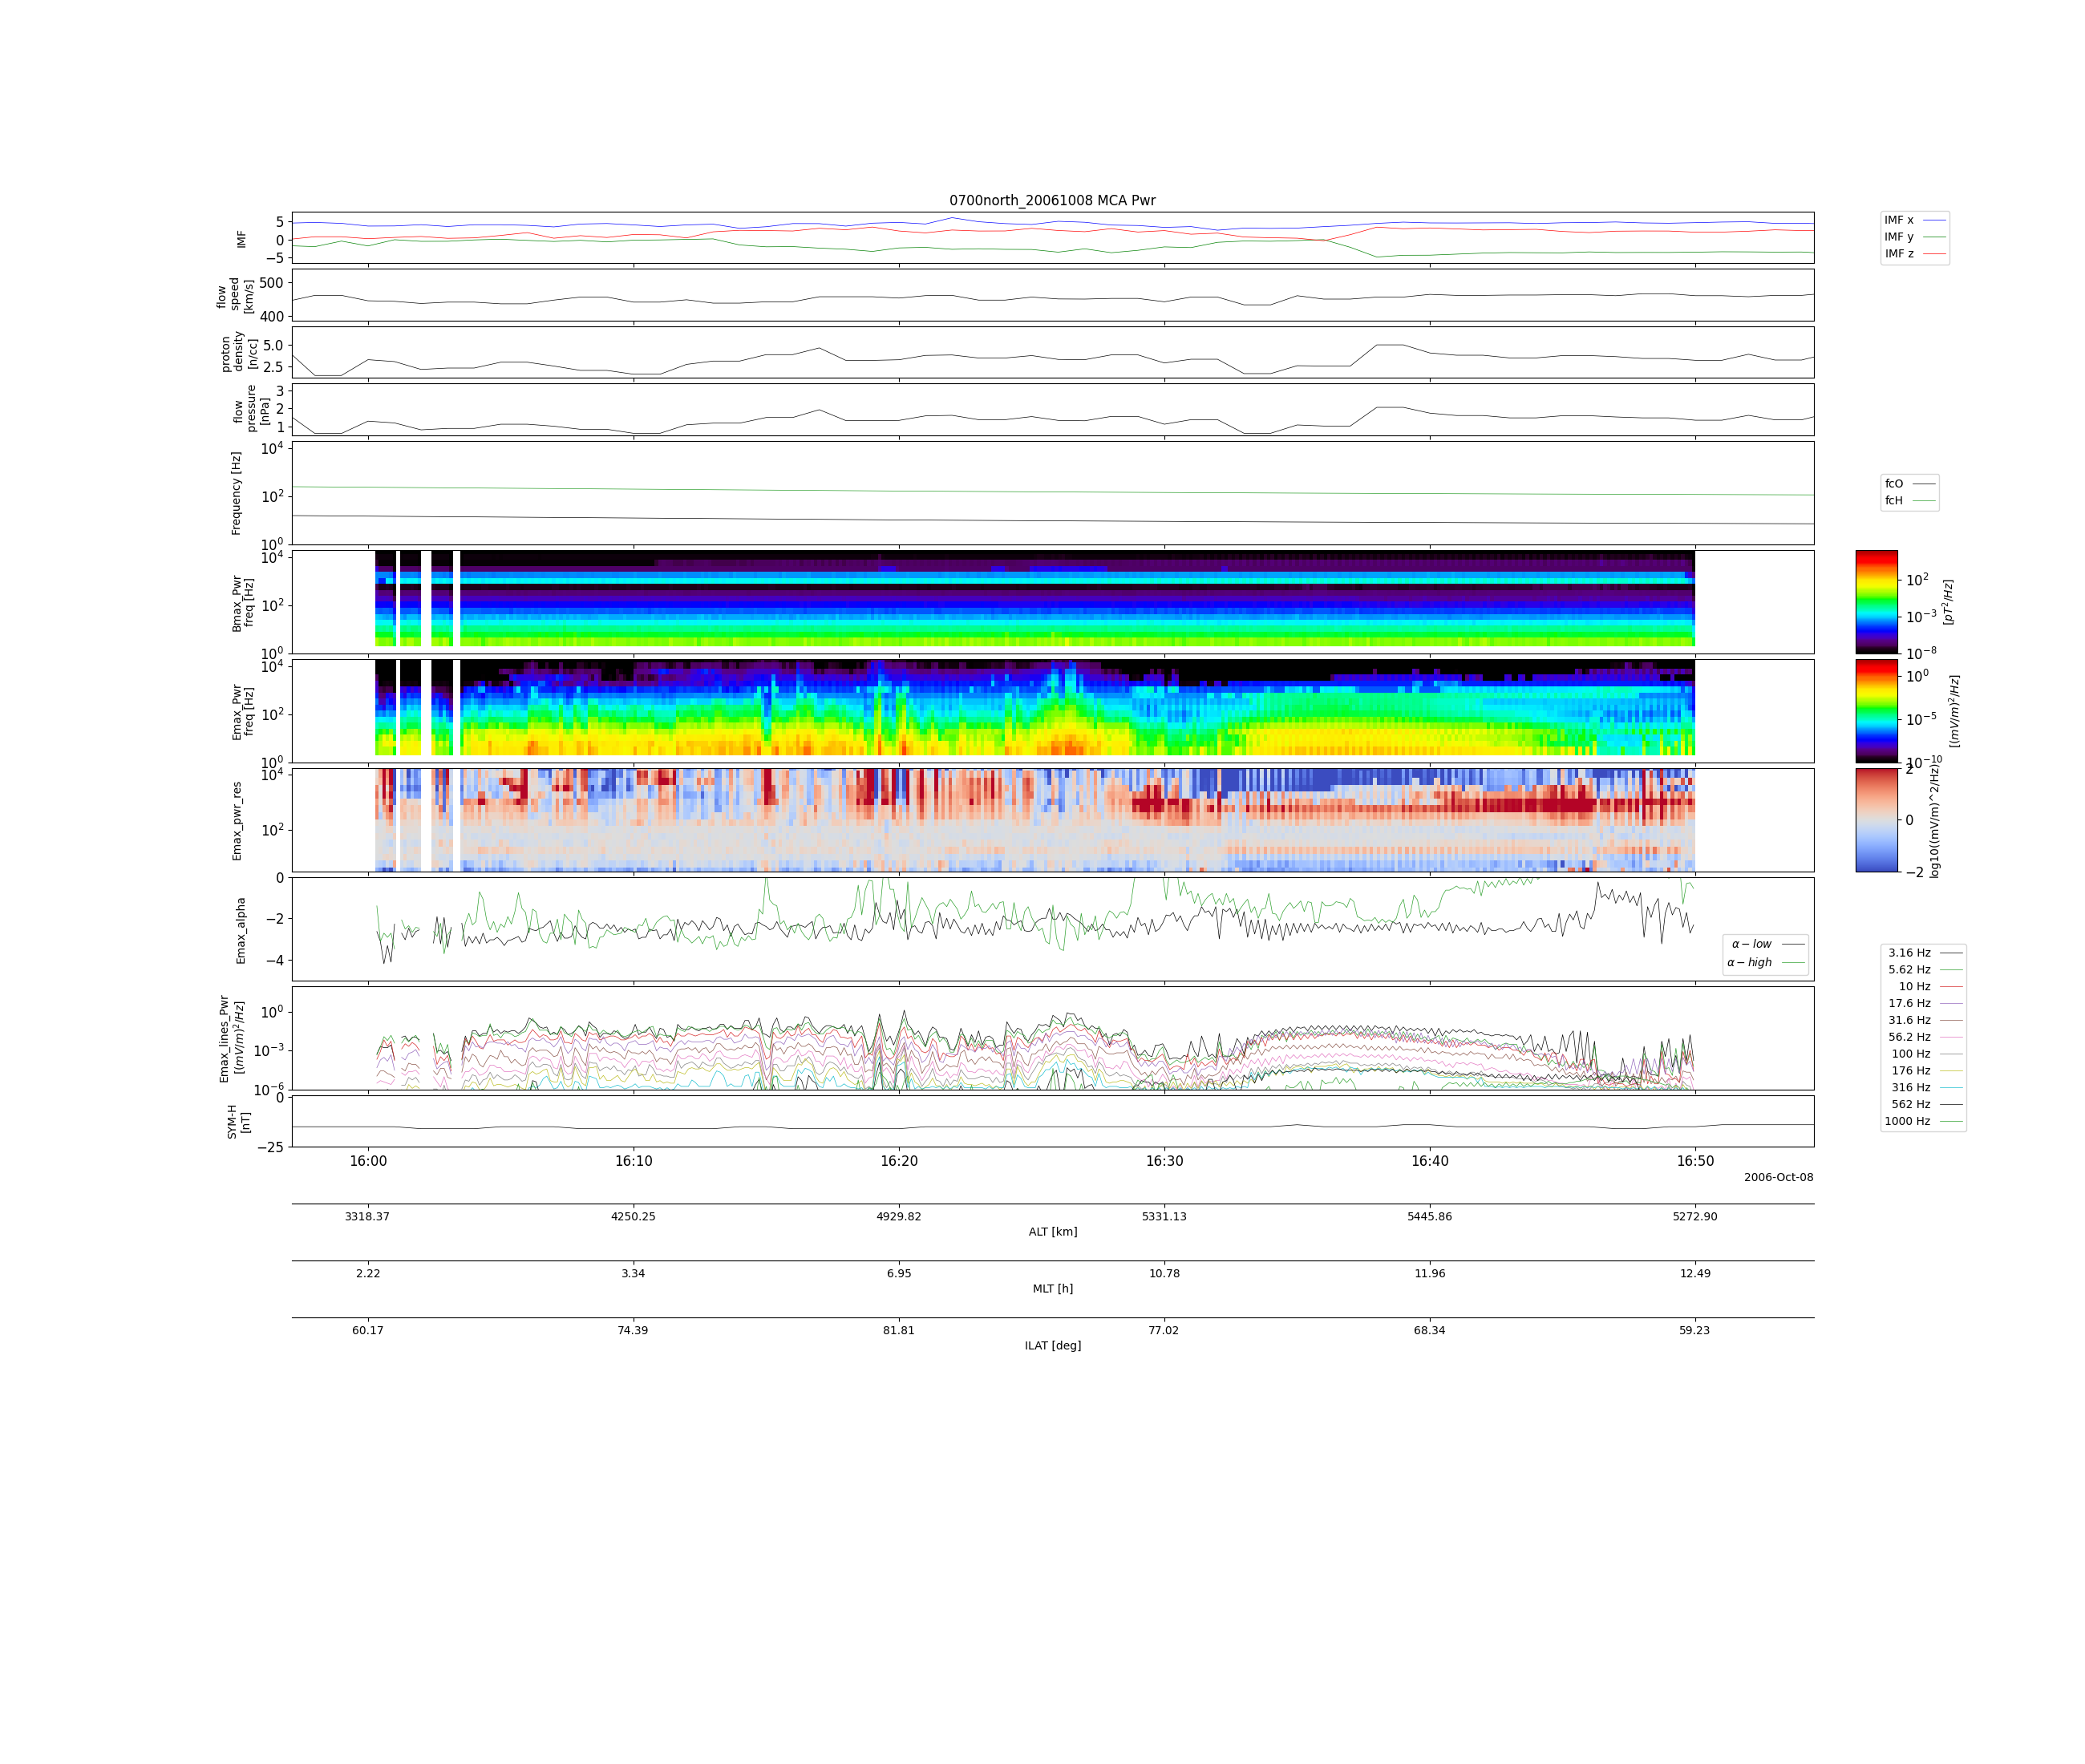 0700north_20061008 MCA Pwr
IMF
5
0
−5
IMF x
IMF y
IMF z
flow
speed
[km/s]
500
400
proton
density
[n/cc]
5.0
2.5
flow
pressure
[nPa]
3
2
1
Frequency [Hz]
10^4
10^2
10^0
fcO
fcH
Bmax_Pwr
freq [Hz]
10^4
10^2
10^0
10^2
10^−3
10^−8
[pT^2/Hz]
Emax_Pwr
freq [Hz]
10^4
10^2
10^0
10^0
10^−5
10^−10
[(mV/m)^2/Hz]
Emax_pwr_res
10^4
10^2
2
0
−2
log10((mV/m)^2/Hz)
Emax_alpha
0
−2
−4
α − low
α − high
Emax_lines_Pwr
[(mV/m)^2/Hz]
10^0
10^−3
10^−6
3.16 Hz
5.62 Hz
10 Hz
17.6 Hz
31.6 Hz
56.2 Hz
100 Hz
176 Hz
316 Hz
562 Hz
1000 Hz
SYM-H
[nT]
0
−25
16:00 16:10 16:20 16:30 16:40 16:50
2006-Oct-08
3318.37 4250.25 4929.82 5331.13 5445.86 5272.90
ALT [km]
2.22 3.34 6.95 10.78 11.96 12.49
MLT [h]
60.17 74.39 81.81 77.02 68.34 59.23
ILAT [deg]